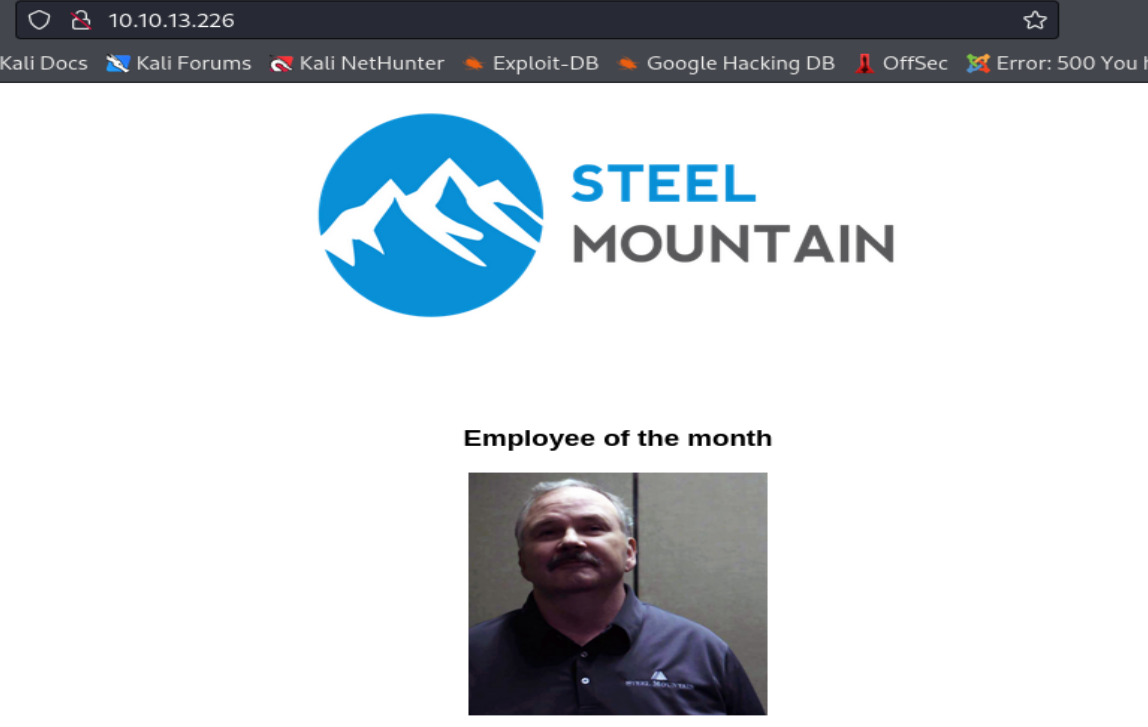 10.10.13.226
Kali Docs Kali Forums Kali NetHunter Exploit-DB Google Hacking DB OffSec Error: 500 You h
STEEL
MOUNTAIN
Employee of the month
STEEL MOUNTAIN